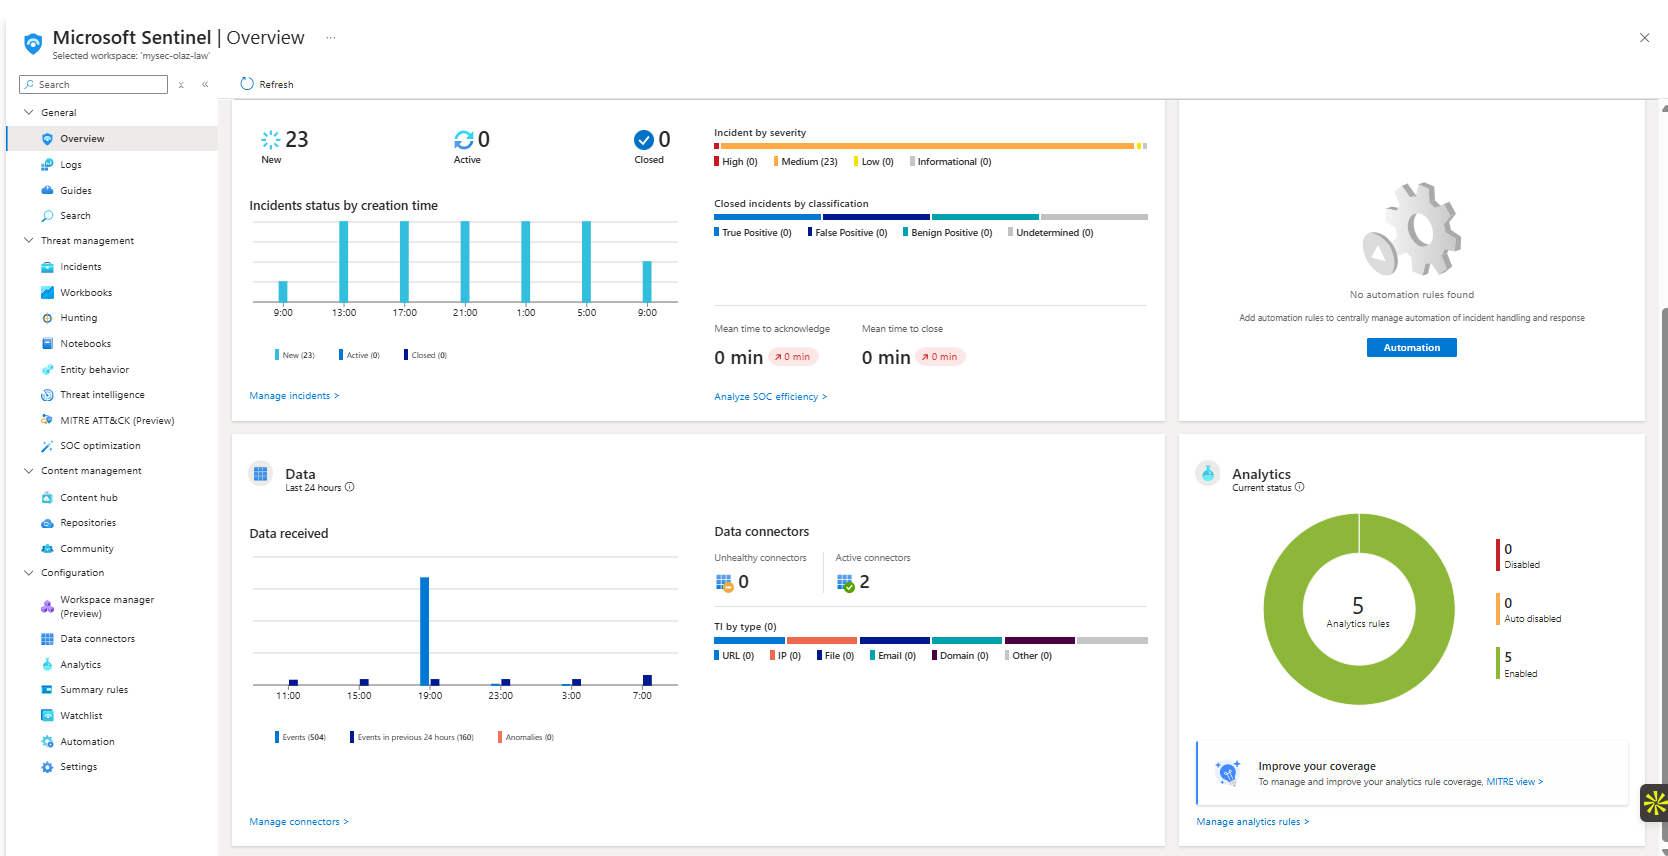 Microsoft Sentinel | Overview ...
Selected workspace: 'mysec-olaz-law'
Search
Refresh
General
Overview
Logs
Guides
Search
Threat management
Incidents
Workbooks
Hunting
Notebooks
Entity behavior
Threat intelligence
MITRE ATT&CK (Preview)
SOC optimization
Content management
Content hub
Repositories
Community
Configuration
Workspace manager
(Preview)
Data connectors
Analytics
Summary rules
Watchlist
Automation
Settings
23
New
0
Active
0
Closed
Incidents status by creation time
9:00 13:00 17:00 21:00 1:00 5:00 9:00
New (23) Active (0) Closed (0)
Manage incidents >
Incident by severity
High (0) Medium (23) Low (0) Informational (0)
Closed incidents by classification
True Positive (0) False Positive (0) Benign Positive (0) Undetermined (0)
Mean time to acknowledge
0 min 0 min
Mean time to close
0 min 0 min
Analyze SOC efficiency >
No automation rules found
Add automation rules to centrally manage automation of incident handling and response
Automation
Data
Last 24 hours
Data received
11:00 15:00 19:00 23:00 3:00 7:00
Events (504) Events in previous 24 hours (160) Anomalies (0)
Manage connectors >
Data connectors
Unhealthy connectors
0
Active connectors
2
TI by type (0)
URL (0) IP (0) File (0) Email (0) Domain (0) Other (0)
Analytics
Current status
5
Analytics rules
0
Disabled
0
Auto disabled
5
Enabled
Improve your coverage
To manage and improve your analytics rule coverage, MITRE view >
Manage analytics rules >